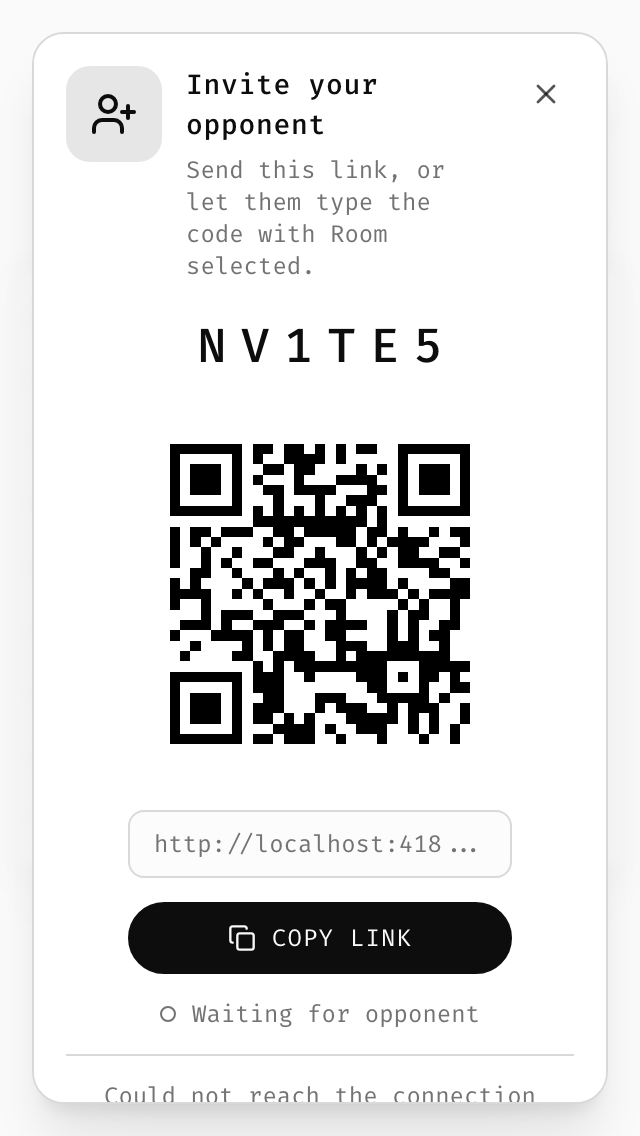 Invite your
opponent
Send this link, or
let them type the
code with Room
selected.
NV1TE5
http://localhost:418...
COPY LINK
Waiting for opponent
Could not reach the connection